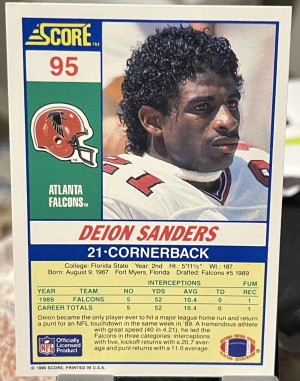 SCORE™
95
ATLANTA
FALCONS™
21
DEION SANDERS
21•CORNERBACK
College: Florida State Year: 2nd Ht.: 5'11½" Wt.: 187
Born: August 9, 1967 Fort Myers, Florida Drafted: Falcons #5 1989
INTERCEPTIONS FUM
YEAR TEAM NO YDS AVG TD REC
1989 FALCONS 5 52 10.4 0 1
CAREER TOTALS 5 52 10.4 0 1
NFL
Officially
Licensed
Product
Deion became the only player ever to hit a major league home run and return
a punt for an NFL touchdown in the same week in '89. A tremendous athlete
with great speed (40 in 4.21), he led the
Falcons in three categories: interceptions
with five, kickoff returns with a 20.7 aver-
age and punt returns with a 11.0 average.
© 1990 SCORE, PRINTED IN U.S.A.